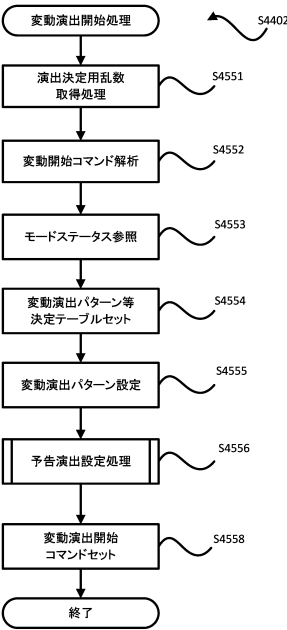 変動演出開始処理
S4402
演出決定用乱数
取得処理
S4551
変動開始コマンド解析
S4552
モードステータス参照
S4553
変動演出パターン等
決定テーブルセット
S4554
変動演出パターン設定
S4555
予告演出設定処理
S4556
変動演出開始
コマンドセット
S4558
終了